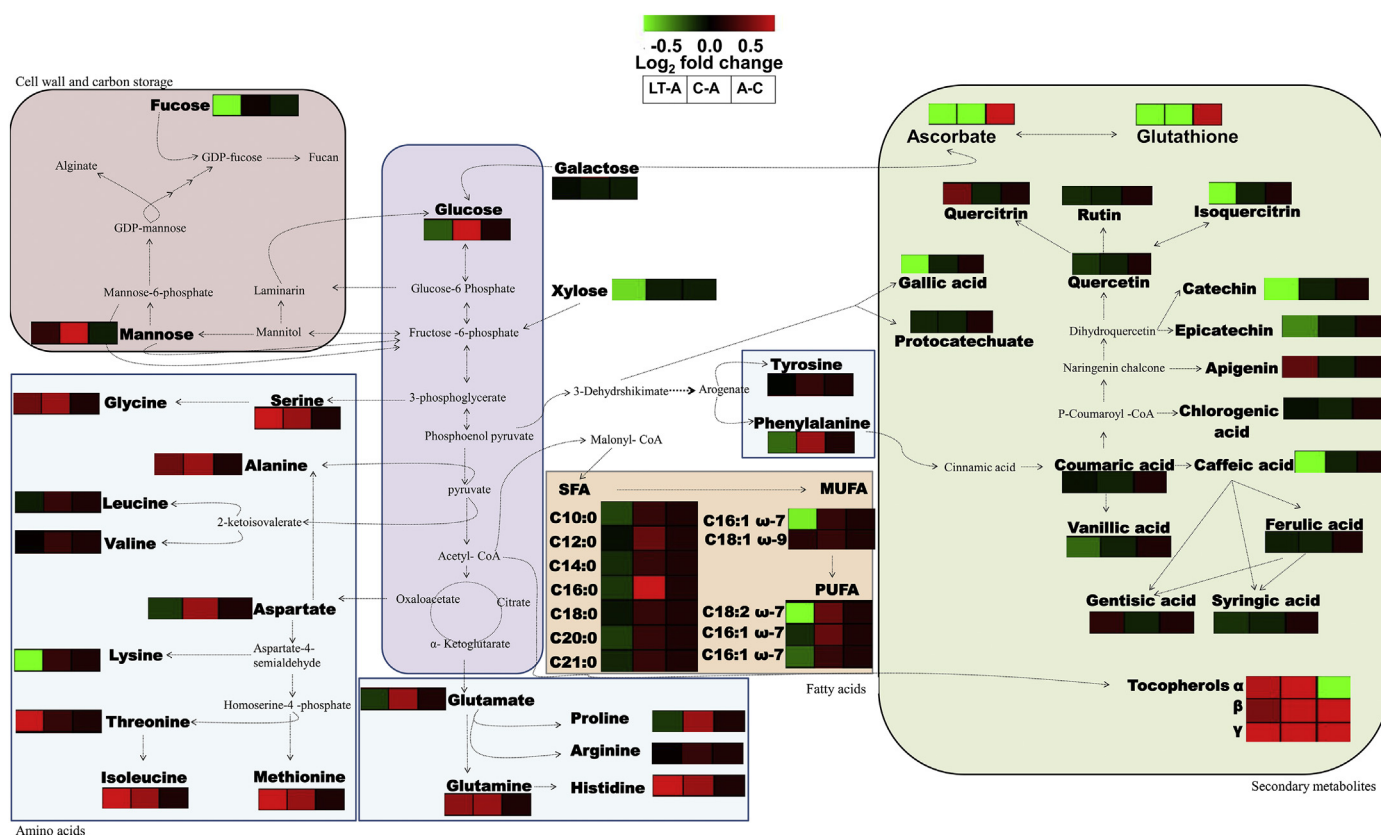 -0.5 0.0 0.5
Log2 fold change
LT-A C-A A-C
Cell wall and carbon storage
Fucose
GDP-fucose
Fucan
Alginate
GDP-mannose
Mannose-6-phosphate
Laminarin
Mannose
Mannitol
Glucose
Glucose-6 Phosphate
Fructose -6-phosphate
3-phosphoglycerate
Phosphoenol pyruvate
pyruvate
Acetyl- CoA
Oxaloacetate
Citrate
α- Ketoglutarate
Galactose
Xylose
3-Dehydrshikimate
Arogenate
Malonyl- CoA
Tyrosine
Phenylalanine
Glycine
Serine
Alanine
Leucine
2-ketoisovalerate
Valine
Aspartate
Lysine
Aspartate-4-
semialdehyde
Homoserine-4 -phosphate
Threonine
Isoleucine
Methionine
Amino acids
Glutamate
Proline
Arginine
Glutamine
Histidine
SFA
MUFA
C10:0
C12:0
C14:0
C16:0
C18:0
C20:0
C21:0
C16:1 ω-7
C18:1 ω-9
PUFA
C18:2 ω-7
C16:1 ω-7
C16:1 ω-7
Fatty acids
Ascorbate
Glutathione
Quercitrin
Rutin
Isoquercitrin
Gallic acid
Quercetin
Catechin
Protocatechuate
Dihydroquercetin
Epicatechin
Naringenin chalcone
Apigenin
P-Coumaroyl -CoA
Chlorogenic
acid
Cinnamic acid
Coumaric acid
Caffeic acid
Vanillic acid
Ferulic acid
Gentisic acid
Syringic acid
Tocopherols α
β
γ
Secondary metabolites